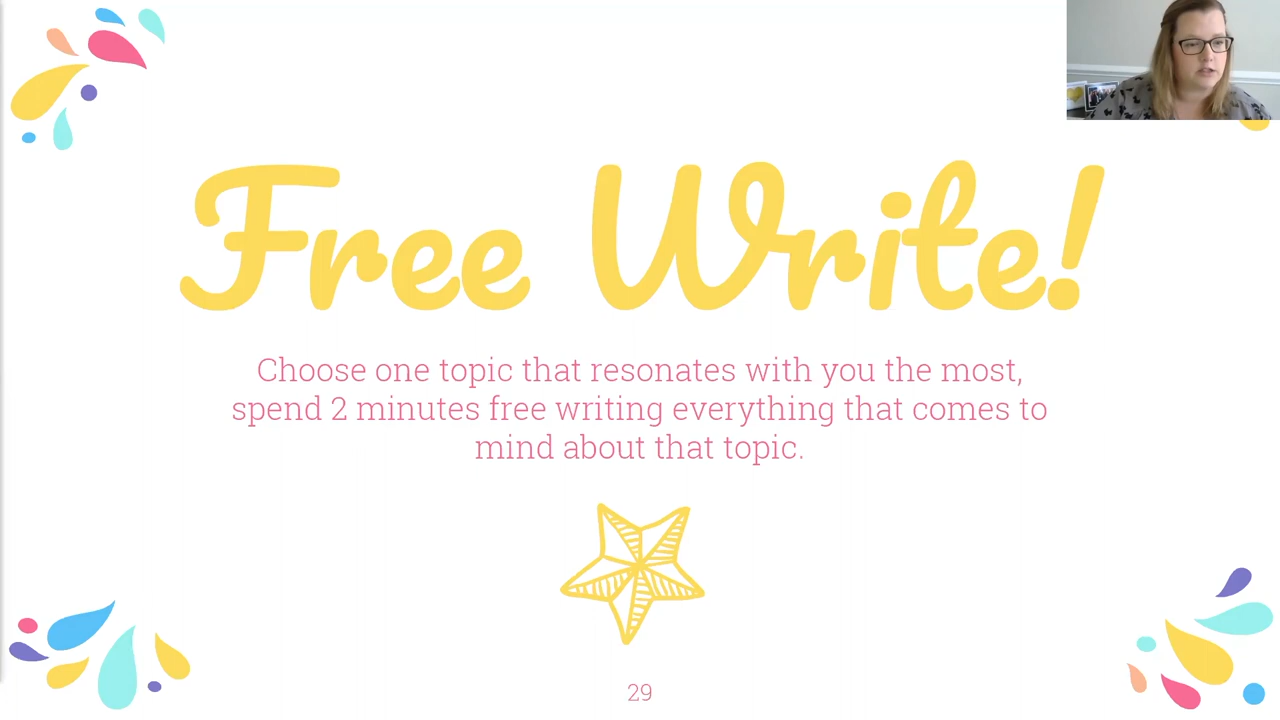 Free Write!
Choose one topic that resonates with you the most,
spend 2 minutes free writing everything that comes to
mind about that topic.
29